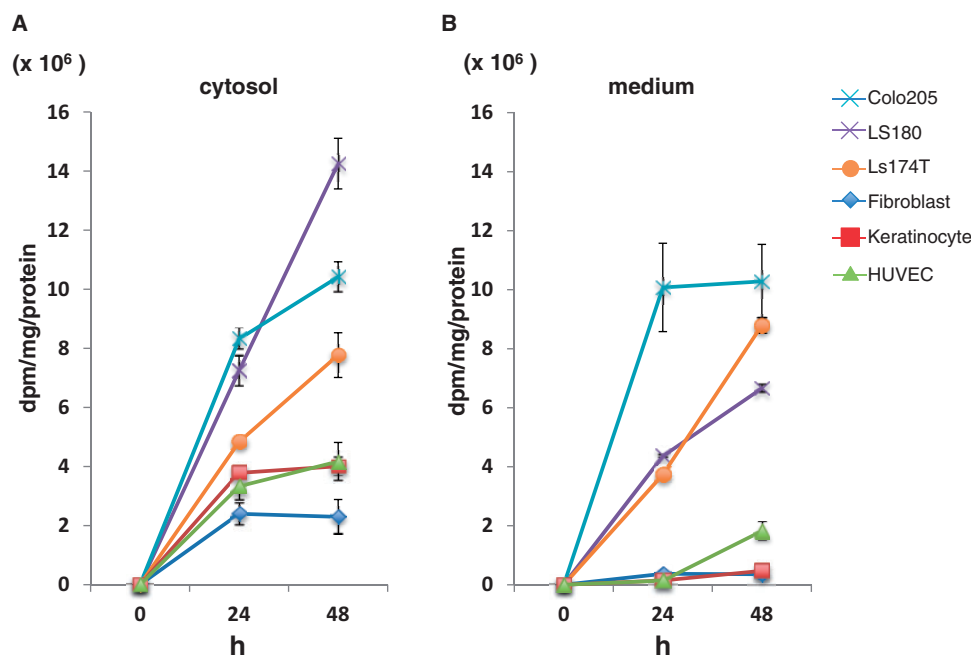 A
(x 10⁶ )
cytosol
16
14
12
10
8
6
4
2
0
dpm/mg/protein
0 24 48
h
B
(x 10⁶ )
medium
16
14
12
10
8
6
4
2
0
dpm/mg/protein
0 24 48
h
Colo205
LS180
Ls174T
Fibroblast
Keratinocyte
HUVEC